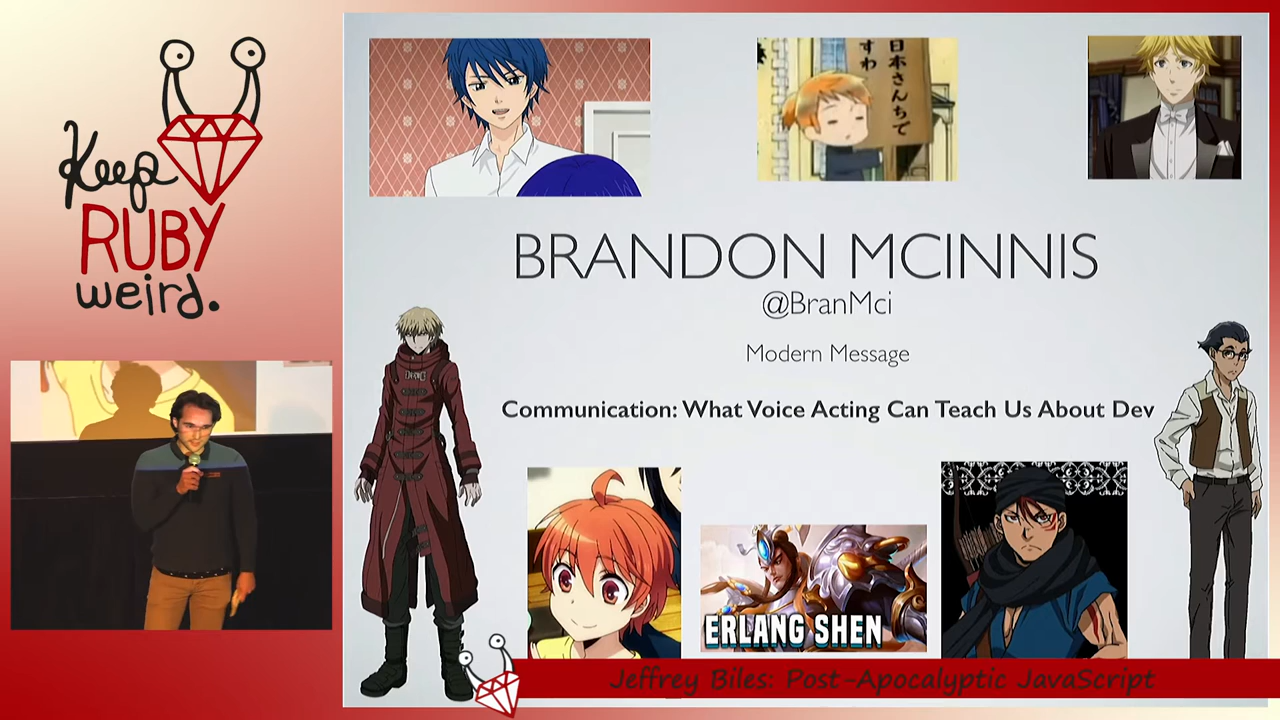 Keep
RUBY
weird.
日本さんちで
すわ
BRANDON MCINNIS
@BranMci
Modern Message
Communication: What Voice Acting Can Teach Us About Dev
ERLANG SHEN
Jeffrey Biles: Post-Apocalyptic JavaScript